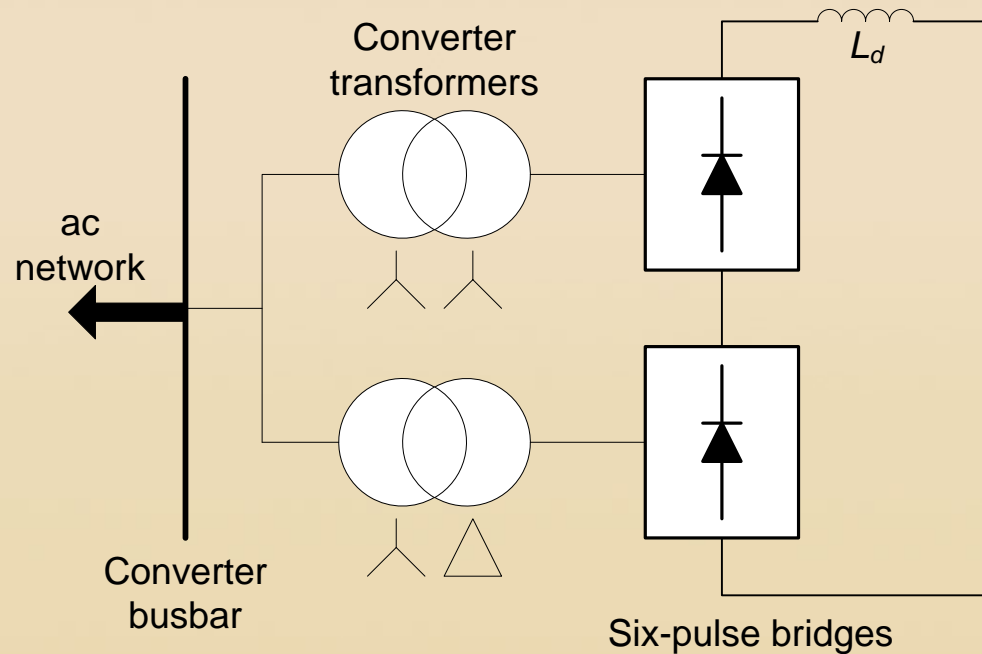 Converter
transformers
L_d
ac
network
Converter
busbar
Six-pulse bridges